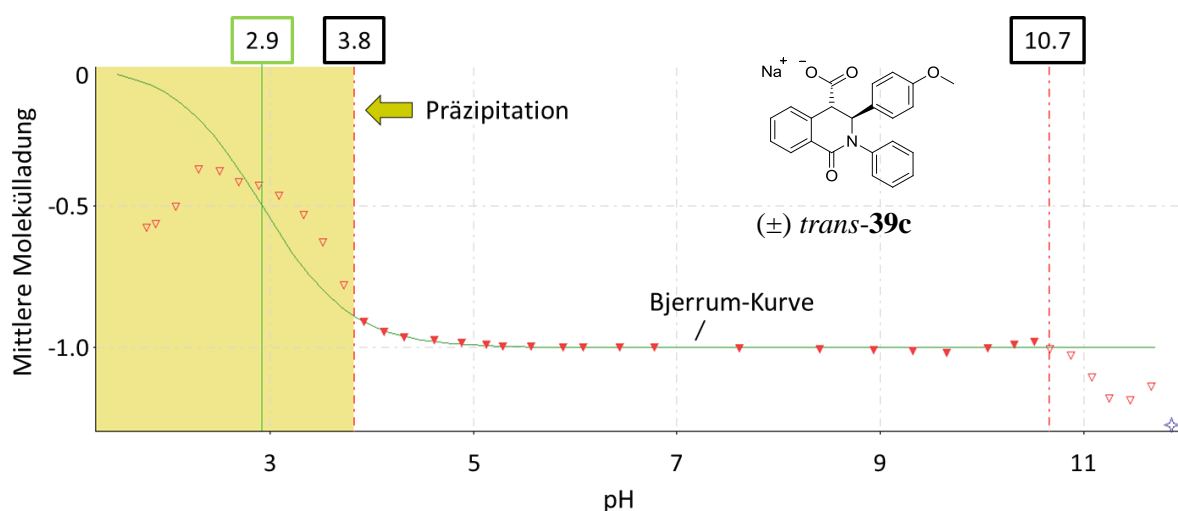 2.9
3.8
10.7
0
-0.5
-1.0
Mittlere Molekülladung
Präzipitation
Na+ −O
O
O
N
O
(±) trans-39c
Bjerrum-Kurve
3
5
7
9
11
pH